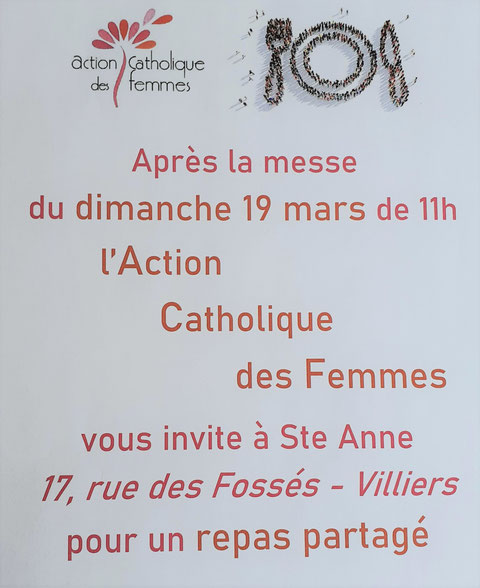 action Catholique
des femmes
Après la messe
du dimanche 19 mars de 11h
l'Action
Catholique
des Femmes
vous invite à Ste Anne
17, rue des Fossés - Villiers
pour un repas partagé